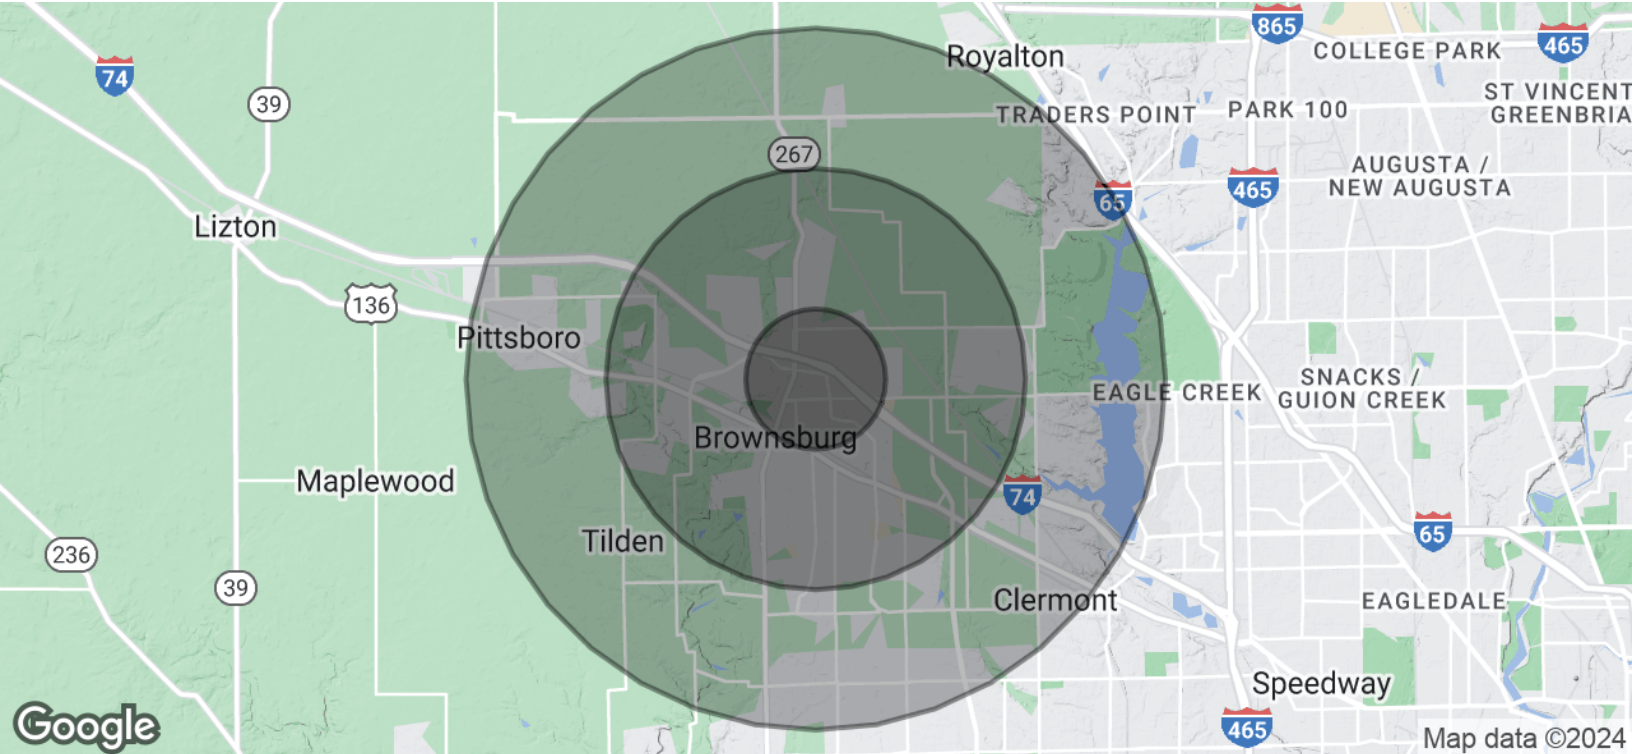 865
465
COLLEGE PARK
Royalton
74
39
ST VINCENT
GREENBRIA
TRADERS POINT
PARK 100
267
AUGUSTA /
NEW AUGUSTA
65
465
Lizton
136
Pittsboro
EAGLE CREEK
SNACKS /
GUION CREEK
Brownsburg
Maplewood
74
Tilden
65
236
39
Clermont
EAGLEDALE
Speedway
Google
465
Map data ©2024